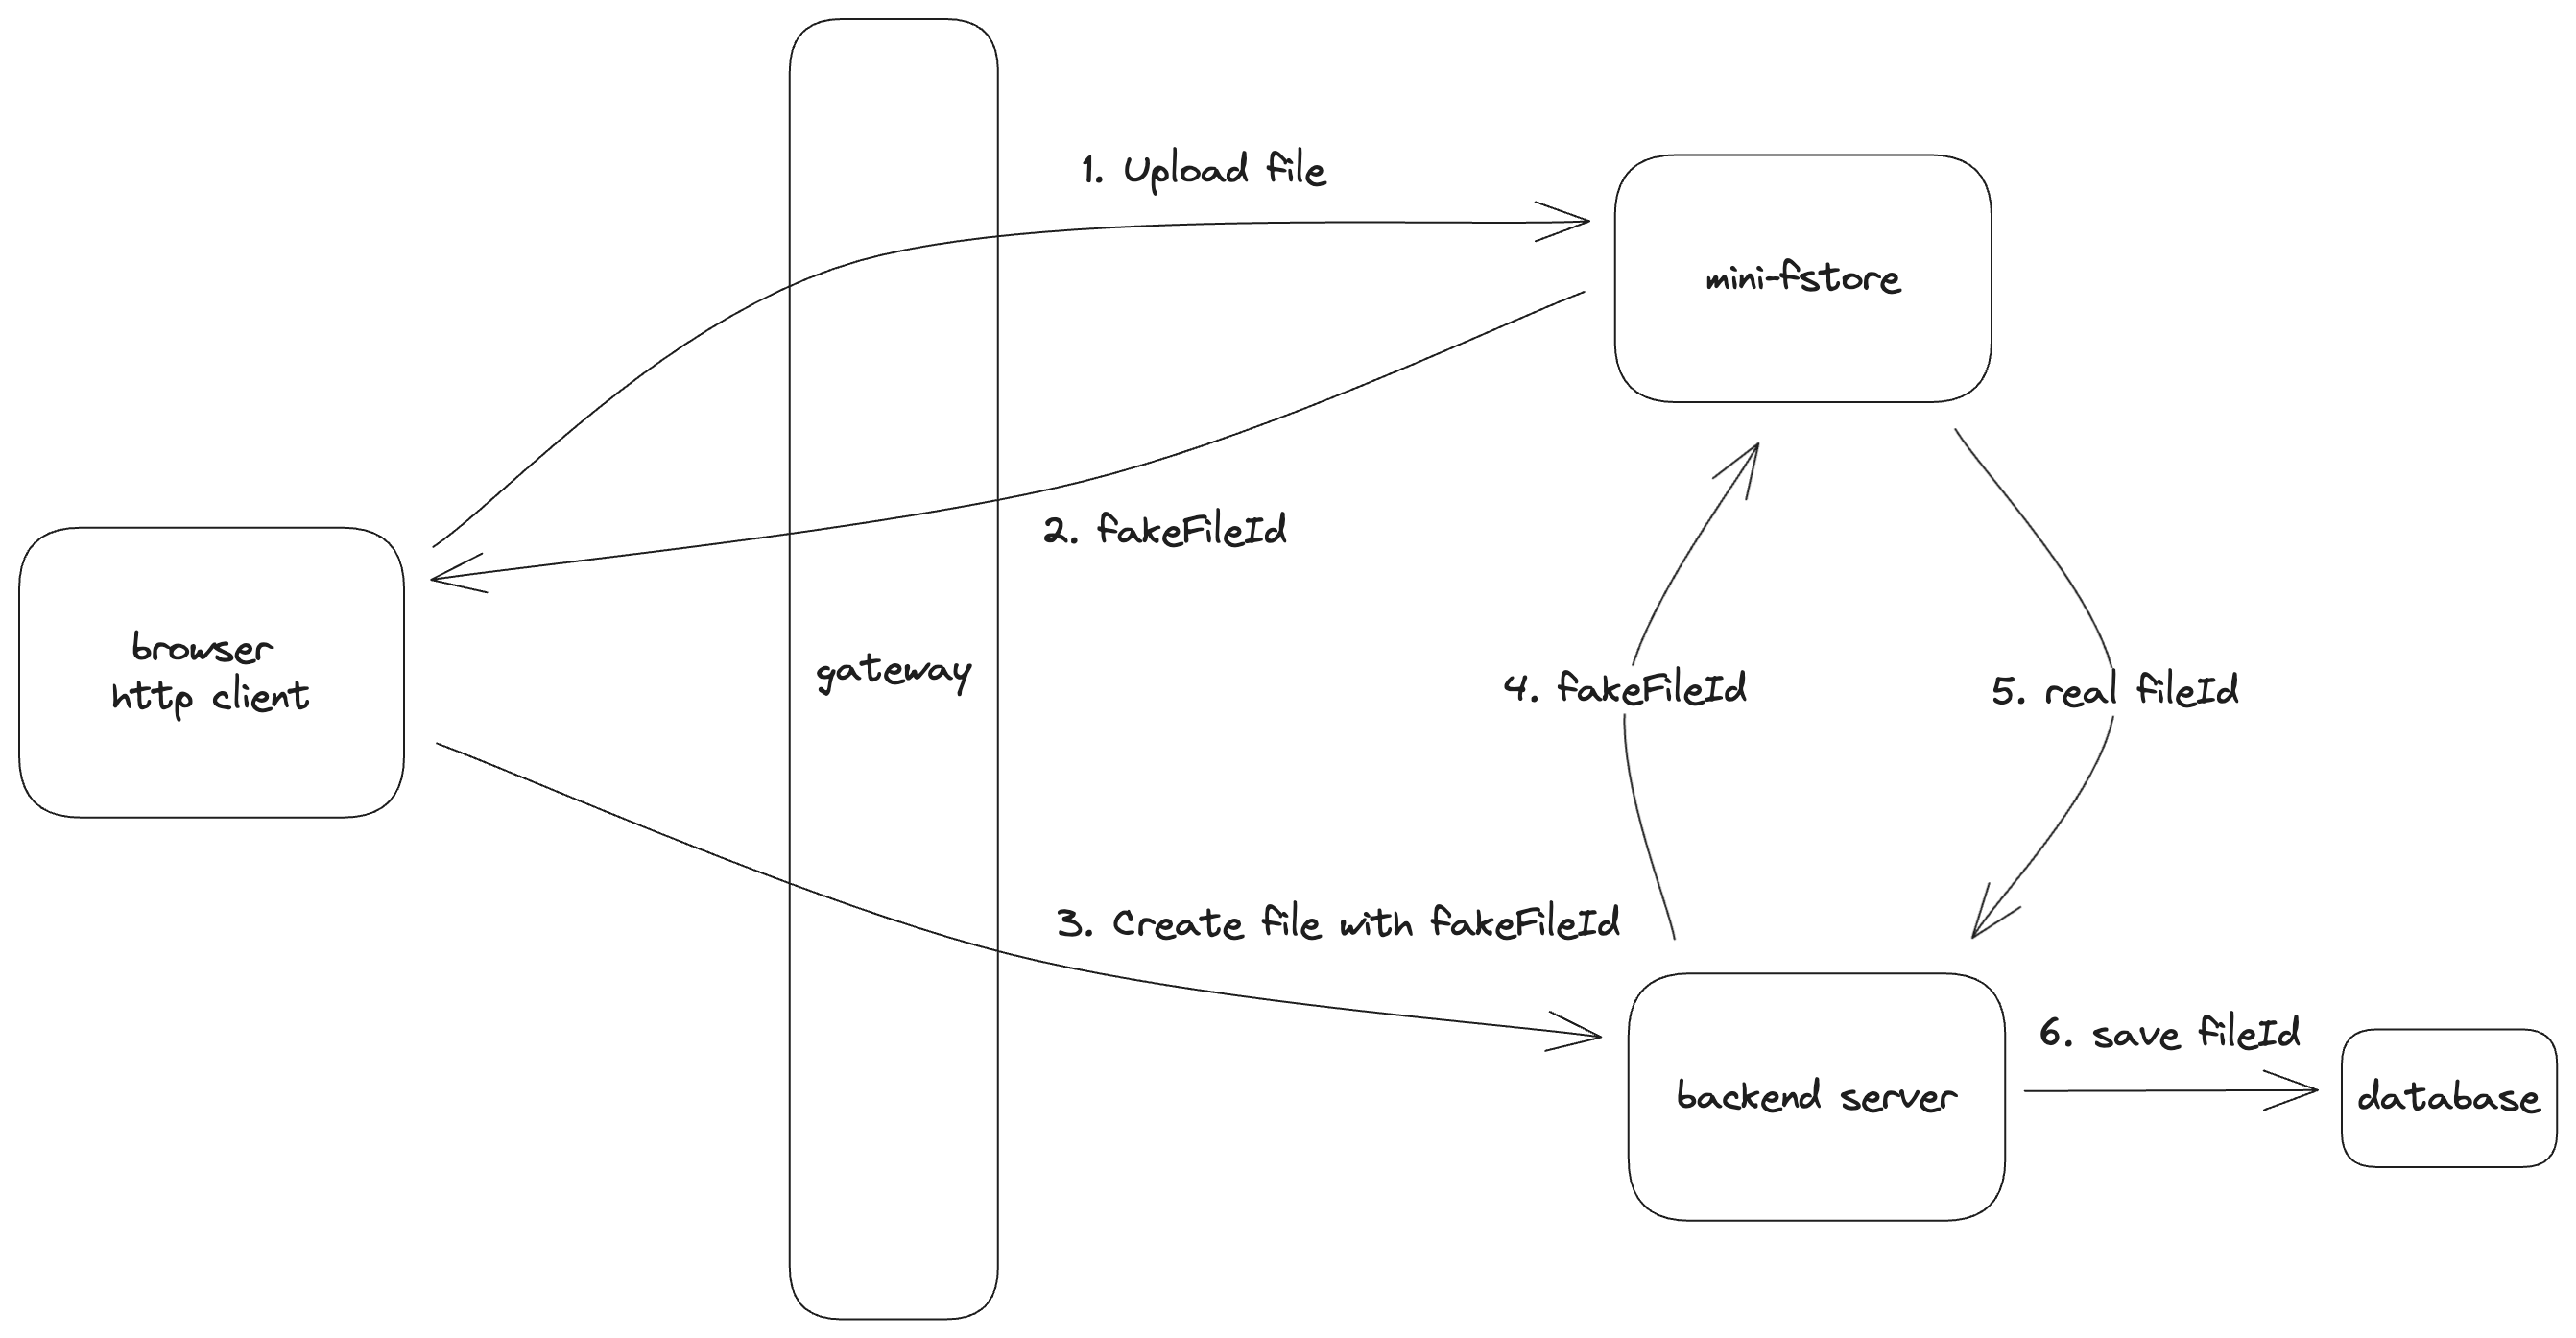 1. Upload file
mini-fstore
2. fakeFileId
browser
http client
gateway
4. fakeFileId
5. real fileId
3. Create file with fakeFileId
6. save fileId
backend server
database